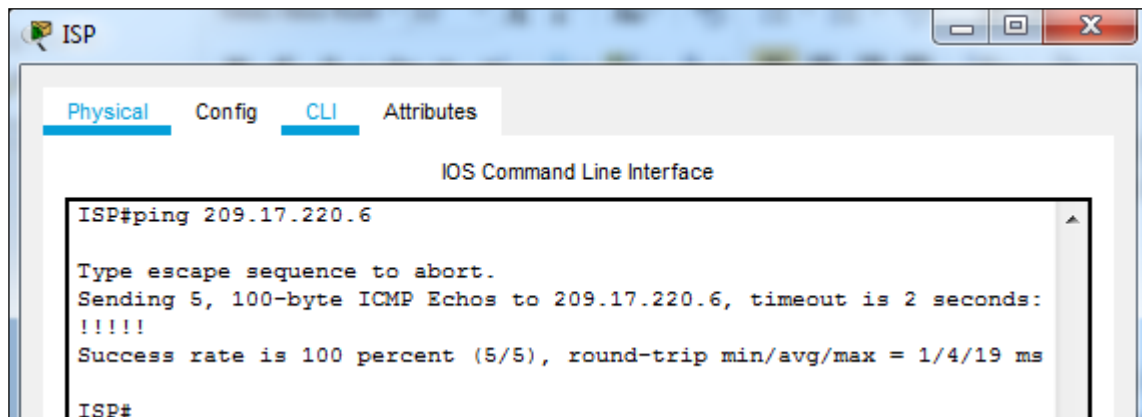 ISP
Physical Config CLI Attributes
IOS Command Line Interface
ISP#ping 209.17.220.6
Type escape sequence to abort.
Sending 5, 100-byte ICMP Echos to 209.17.220.6, timeout is 2 seconds:
!!!!!
Success rate is 100 percent (5/5), round-trip min/avg/max = 1/4/19 ms
ISP#